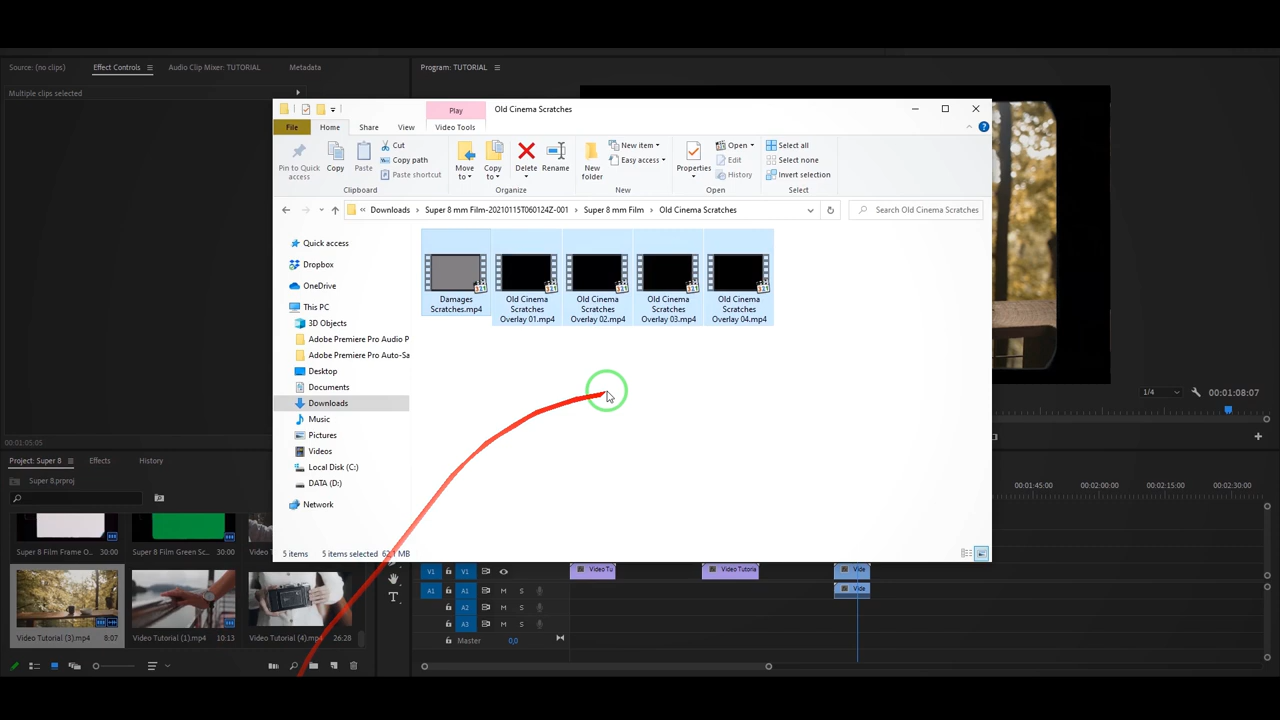 Source: (no clips)
Effect Controls
Audio Clip Mixer: TUTORIAL
Metadata
Program: TUTORIAL
Multiple clips selected
Play
Old Cinema Scratches
File
Home
Share
View
Video Tools
Pin to Quick access
Copy
Paste
Cut
Copy path
Paste shortcut
Clipboard
Move to
Copy to
Delete
Rename
Organize
New folder
New item
Easy access
New
Properties
Open
Edit
History
Open
Select all
Select none
Invert selection
Select
Downloads
Super 8 mm Film-20210115T060124Z-001
Super 8 mm Film
Old Cinema Scratches
Search Old Cinema Scratches
Quick access
Dropbox
OneDrive
This PC
3D Objects
Adobe Premiere Pro Audio P
Adobe Premiere Pro Auto-Sa
Desktop
Documents
Downloads
Music
Pictures
Videos
Local Disk (C:)
DATA (D:)
Network
Damages
Scratches.mp4
Old Cinema
Scratches
Overlay 01.mp4
Old Cinema
Scratches
Overlay 02.mp4
Old Cinema
Scratches
Overlay 03.mp4
Old Cinema
Scratches
Overlay 04.mp4
5 items
5 items selected
MB
1/4
00:01:08:07
00:01:05:05
Project: Super 8
Effects
History
Super 8.prproj
Super 8 Film Frame O...
30:00
Super 8 Film Green Sc...
30:00
Video T
Video Tutorial (3).mp4
8:07
Video Tutorial (1).mp4
10:13
Video Tutorial (4).mp4
26:28
00:01:45:00
00:02:00:00
00:02:15:00
00:02:30:00
V1
V1
Video Tu
Video Tutoria
Vide
A1
A1
M
S
Vide
A2
M
S
A3
M
S
Master
0,0
T